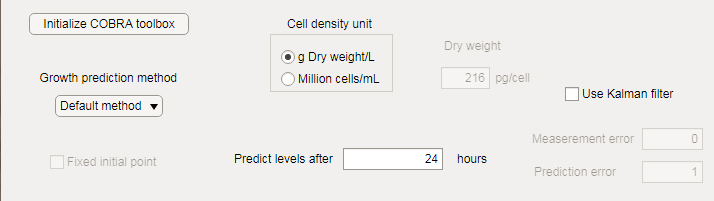 Initialize COBRA toolbox
Cell density unit
g Dry weight/L
Million cells/mL
Dry weight
216 pg/cell
Growth prediction method
Default method
Use Kalman filter
Fixed initial point
Predict levels after 24 hours
Measerement error 0
Prediction error 1